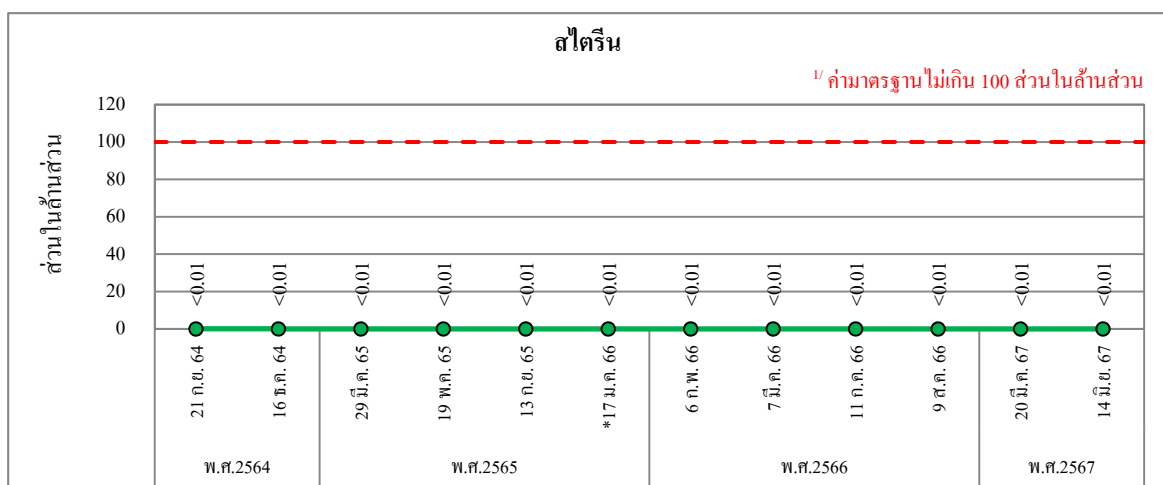 สไตรีน
1/ ค่ามาตรฐานไม่เกิน 100 ส่วนในล้านส่วน
ส่วนในล้านส่วน
120
100
80
60
40
20
0
<0.01 <0.01 <0.01 <0.01 <0.01 <0.01 <0.01 <0.01 <0.01 <0.01 <0.01 <0.01
21 ก.ย. 64 16 ธ.ค. 64 29 มี.ค. 65 19 พ.ค. 65 13 ก.ย. 65 *17 ม.ค. 66 6 ก.พ. 66 7 มี.ค. 66 11 ก.ค. 66 9 ส.ค. 66 20 มี.ค. 67 14 มิ.ย. 67
พ.ศ.2564 พ.ศ.2565 พ.ศ.2566 พ.ศ.2567